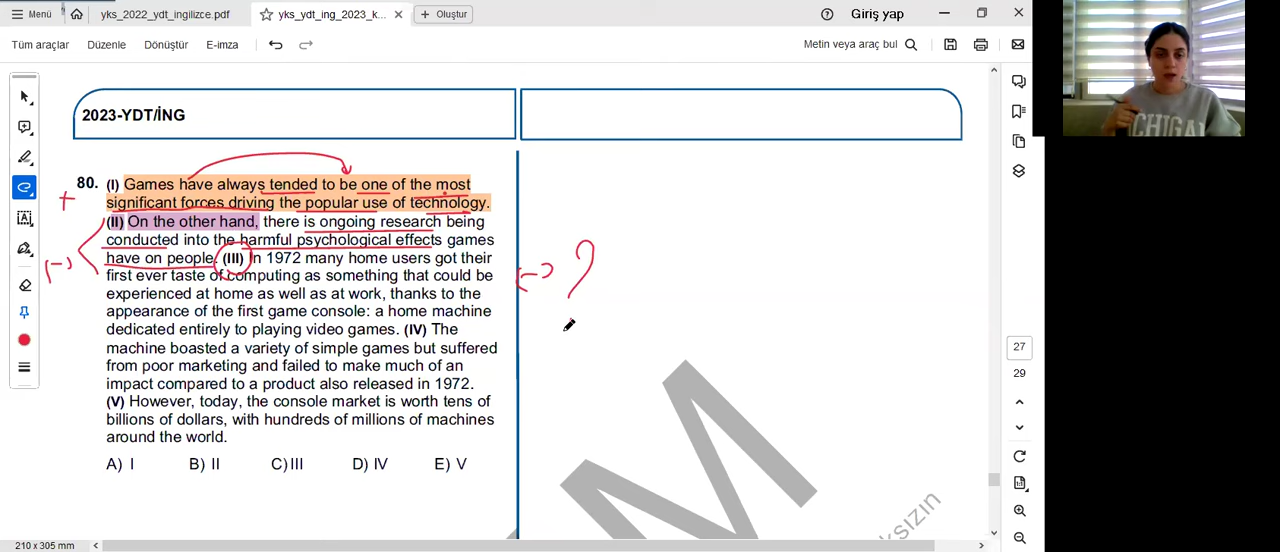 Menü
yks_2022_ydt_ingilizce.pdf
yks_ydt_ing_2023_k...
Oluştur
Giriş yap
Tüm araçlar
Düzenle
Dönüştür
E-imza
Metin veya araç bul
2023-YDT/İNG
80. (I) Games have always tended to be one of the most
significant forces driving the popular use of technology.
(II) On the other hand, there is ongoing research being
conducted into the harmful psychological effects games
have on people. (III) In 1972 many home users got their
first ever taste of computing as something that could be
experienced at home as well as at work, thanks to the
appearance of the first game console: a home machine
dedicated entirely to playing video games. (IV) The
machine boasted a variety of simple games but suffered
from poor marketing and failed to make much of an
impact compared to a product also released in 1972.
(V) However, today, the console market is worth tens of
billions of dollars, with hundreds of millions of machines
around the world.
A) I B) II C) III D) IV E) V
+
(-)
(-) ?
M
ksızın
27
29
210 x 305 mm